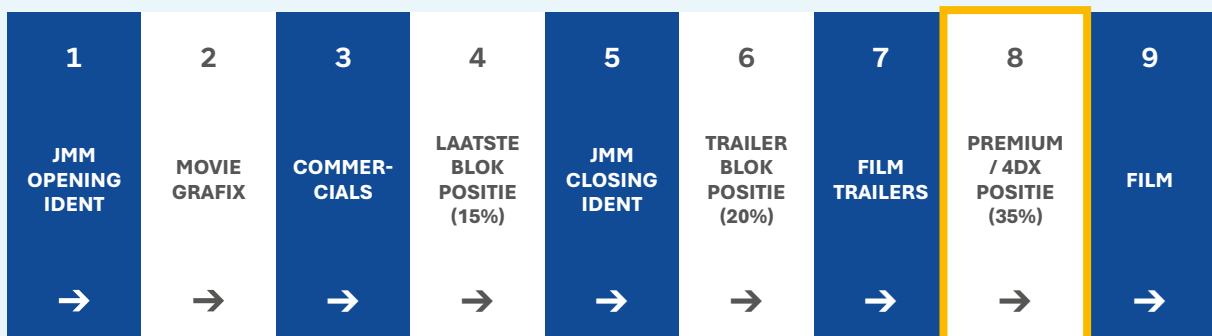 1
JMM
OPENING
IDENT
2
MOVIE
GRAFIX
3
COMMER-
CIALS
4
LAATSTE
BLOK
POSITIE
(15%)
5
JMM
CLOSING
IDENT
6
TRAILER
BLOK
POSITIE
(20%)
7
FILM
TRAILERS
8
PREMIUM
/ 4DX
POSITIE
(35%)
9
FILM